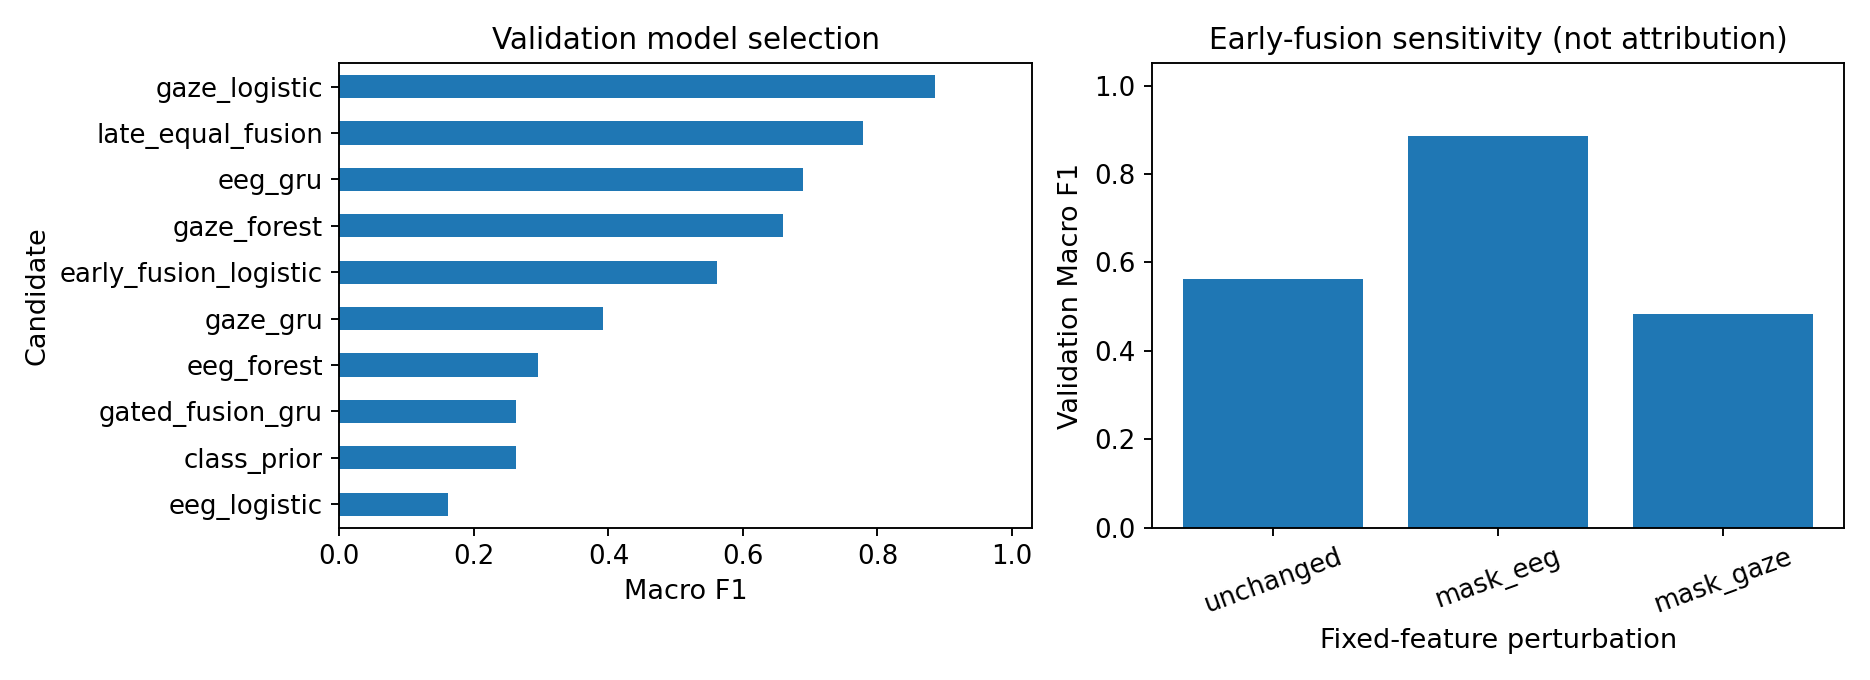 Validation model selection
Candidate
gaze_logistic
late_equal_fusion
eeg_gru
gaze_forest
early_fusion_logistic
gaze_gru
eeg_forest
gated_fusion_gru
class_prior
eeg_logistic
0.0 0.2 0.4 0.6 0.8 1.0
Macro F1
Early-fusion sensitivity (not attribution)
Validation Macro F1
1.0
0.8
0.6
0.4
0.2
0.0
unchanged mask_eeg mask_gaze
Fixed-feature perturbation